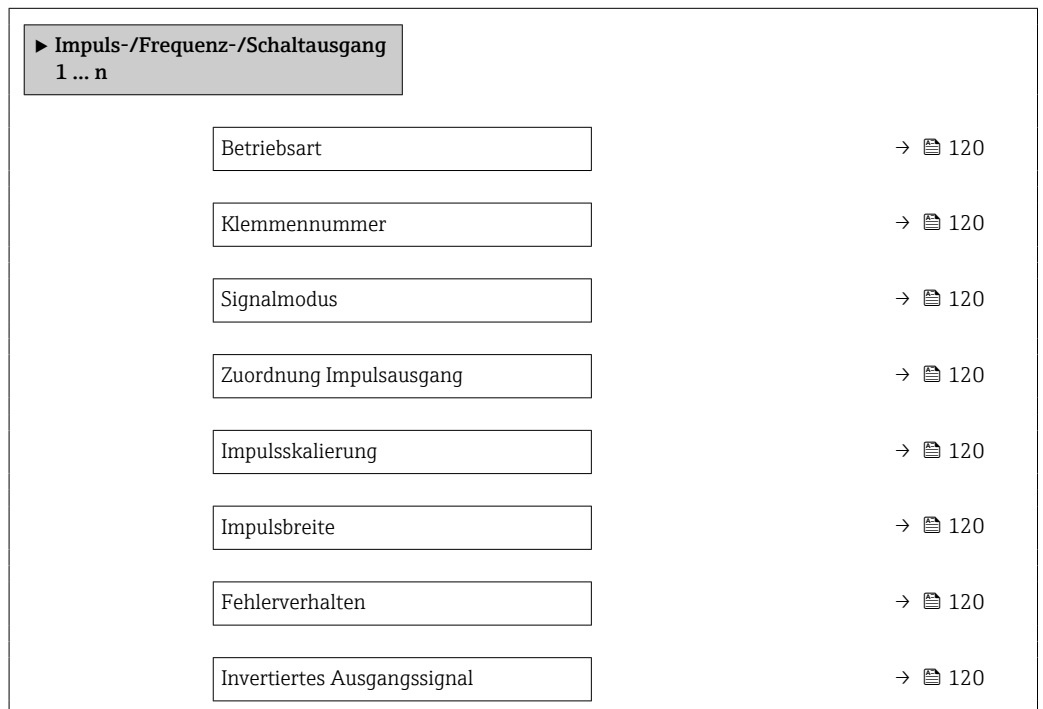 ▶ Impuls-/Frequenz-/Schaltausgang
1 ... n
Betriebsart → 120
Klemmennummer → 120
Signalmodus → 120
Zuordnung Impulsausgang → 120
Impulsskalierung → 120
Impulsbreite → 120
Fehlerverhalten → 120
Invertiertes Ausgangssignal → 120